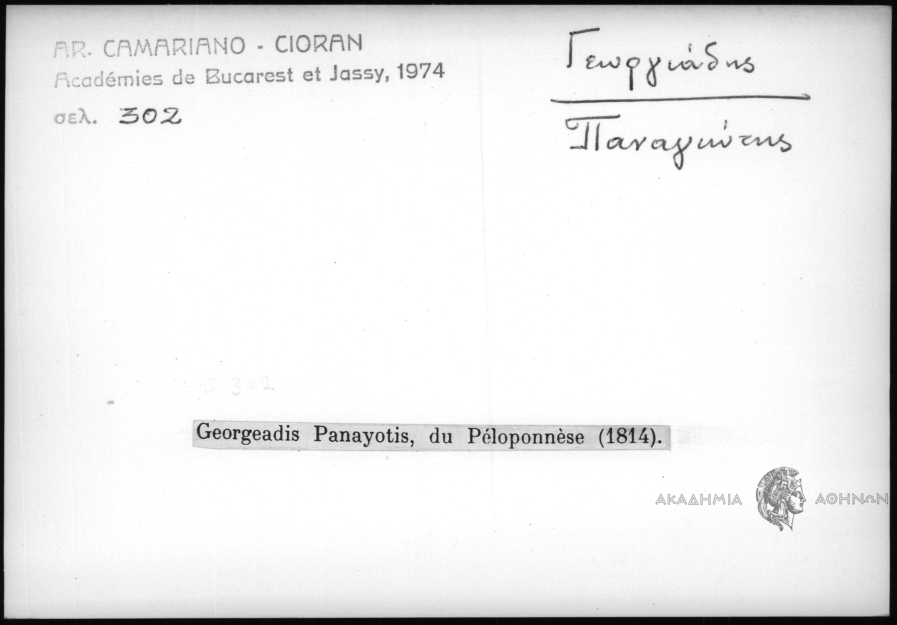 AR. CAMARIANO - CIORAN
Académies de Bucarest et Jassy, 1974
σελ. 302
Γεωργιάδης
Παναγιώτης
Georgeadis Panayotis, du Péloponnèse (1814).
ΑΚΑΔΗΜΙΑ ΑΘΗΝΩΝ